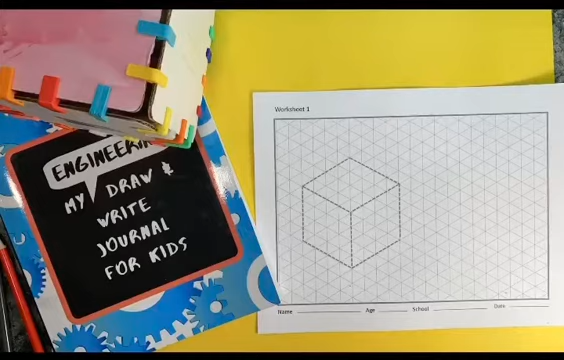 ENGINEERIN
MY DRAW &
WRITE
JOURNAL
FOR KIDS
Worksheet 1
Name Age School Date